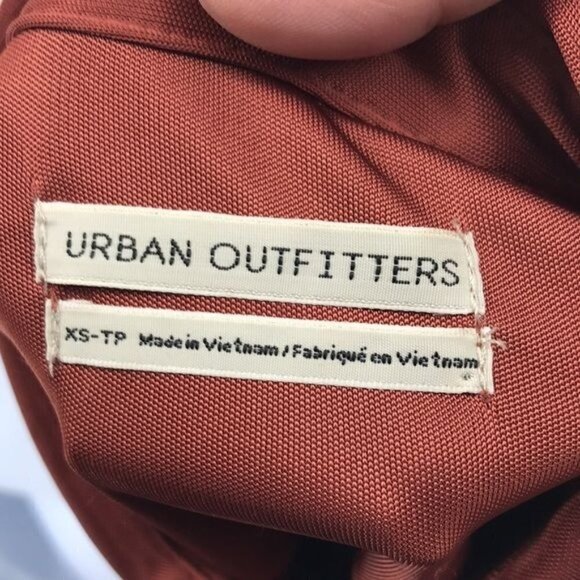 URBAN OUTFITTERS
XS-TP Made in Vietnam / Fabriqué en Vietnam